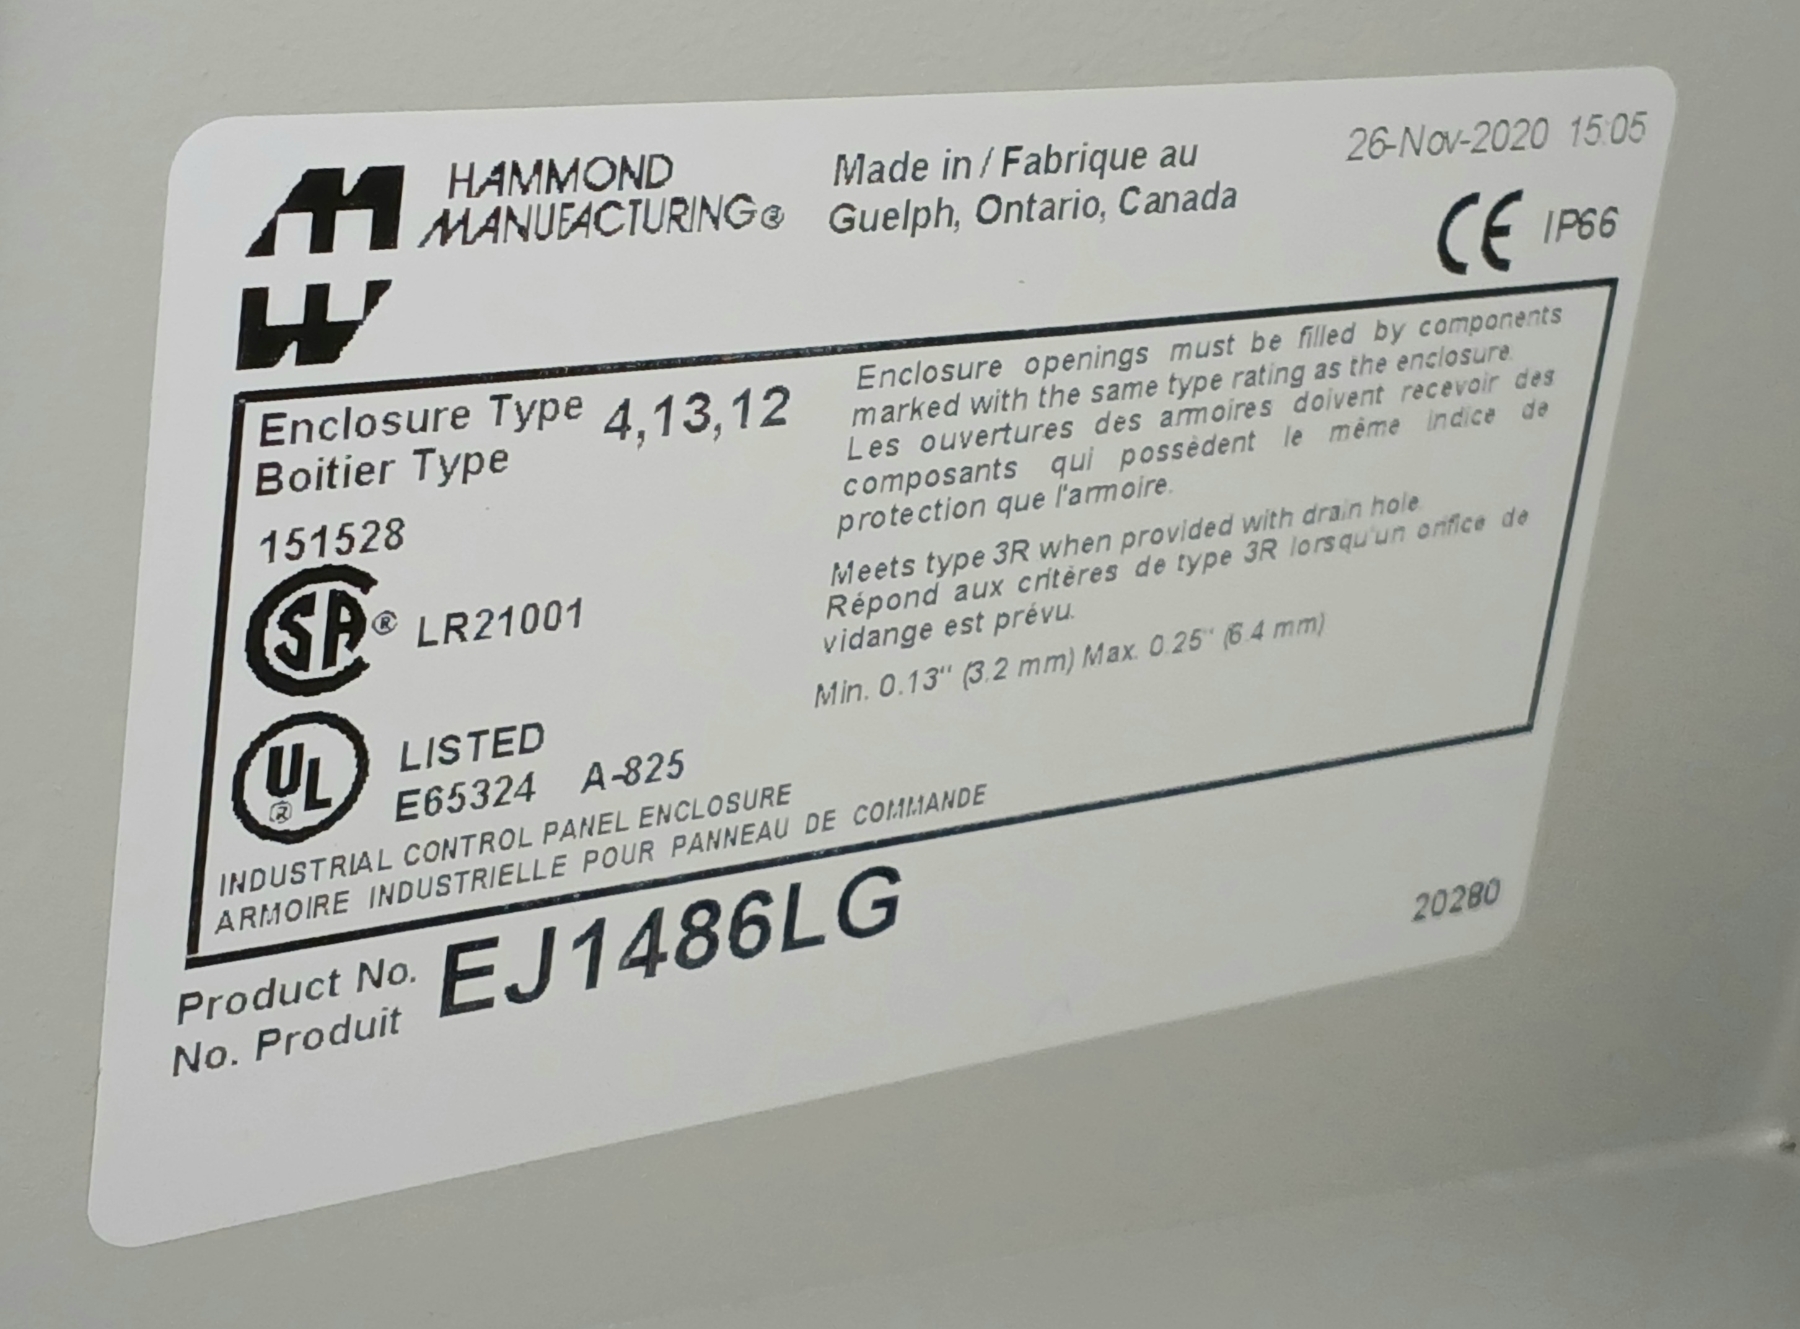 HAMMOND
MANUFACTURING®
Made in / Fabrique au
Guelph, Ontario, Canada
26-Nov-2020 15:05
CE IP66
Enclosure Type 4,13,12
Boitier Type
151528
CSA® LR21001
UL® LISTED
E65324 A-825
INDUSTRIAL CONTROL PANEL ENCLOSURE
ARMOIRE INDUSTRIELLE POUR PANNEAU DE COMMANDE
Enclosure openings must be filled by components
marked with the same type rating as the enclosure.
Les ouvertures des armoires doivent recevoir des
composants qui possèdent le même indice de
protection que l'armoire.
Meets type 3R when provided with drain hole.
Répond aux critères de type 3R lorsqu'un orifice de
vidange est prévu.
Min. 0.13" (3.2 mm) Max. 0.25" (6.4 mm)
Product No. EJ1486LG
No. Produit
20280